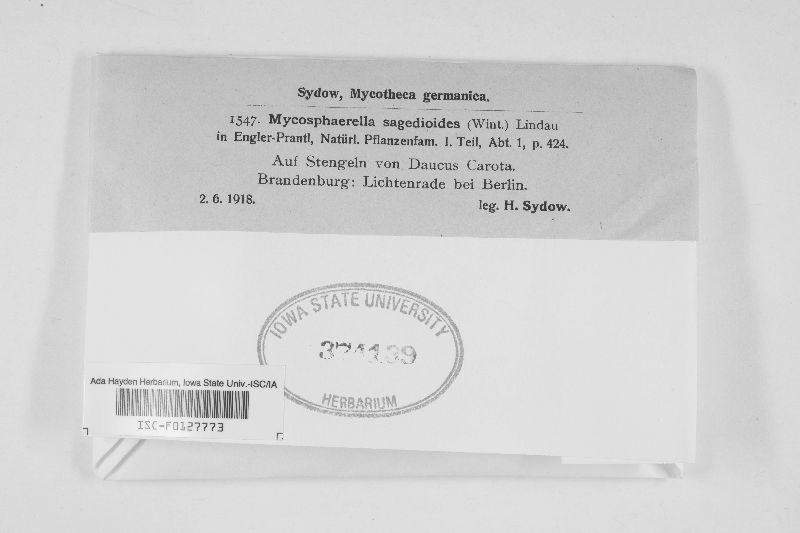 Sydow, Mycotheca germanica.
1547. Mycosphaerella sagedioides (Wint.) Lindau
in Engler-Prantl, Natürl. Pflanzenfam. I. Teil, Abt. 1, p. 424.
Auf Stengeln von Daucus Carota.
Brandenburg: Lichtenrade bei Berlin.
2. 6. 1918. leg. H. Sydow.
IOWA STATE UNIVERSITY
HERBARIUM
Ada Hayden Herbarium, Iowa State Univ.-ISC/IA
ISC-F0127773